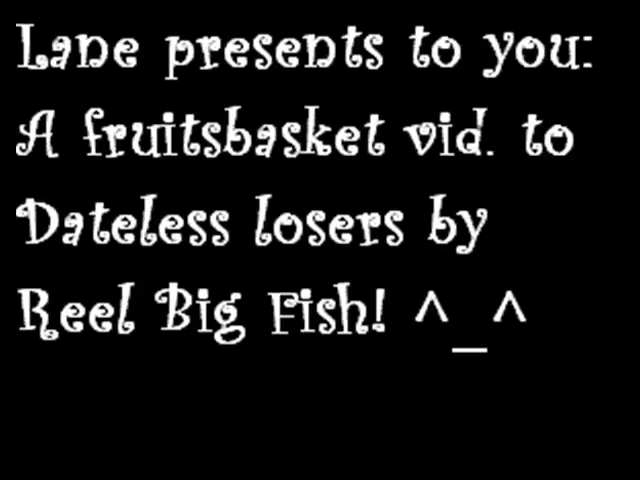 Lane presents to you:
A fruitsbasket vid. to
Dateless losers by
Reel Big Fish! ^_^